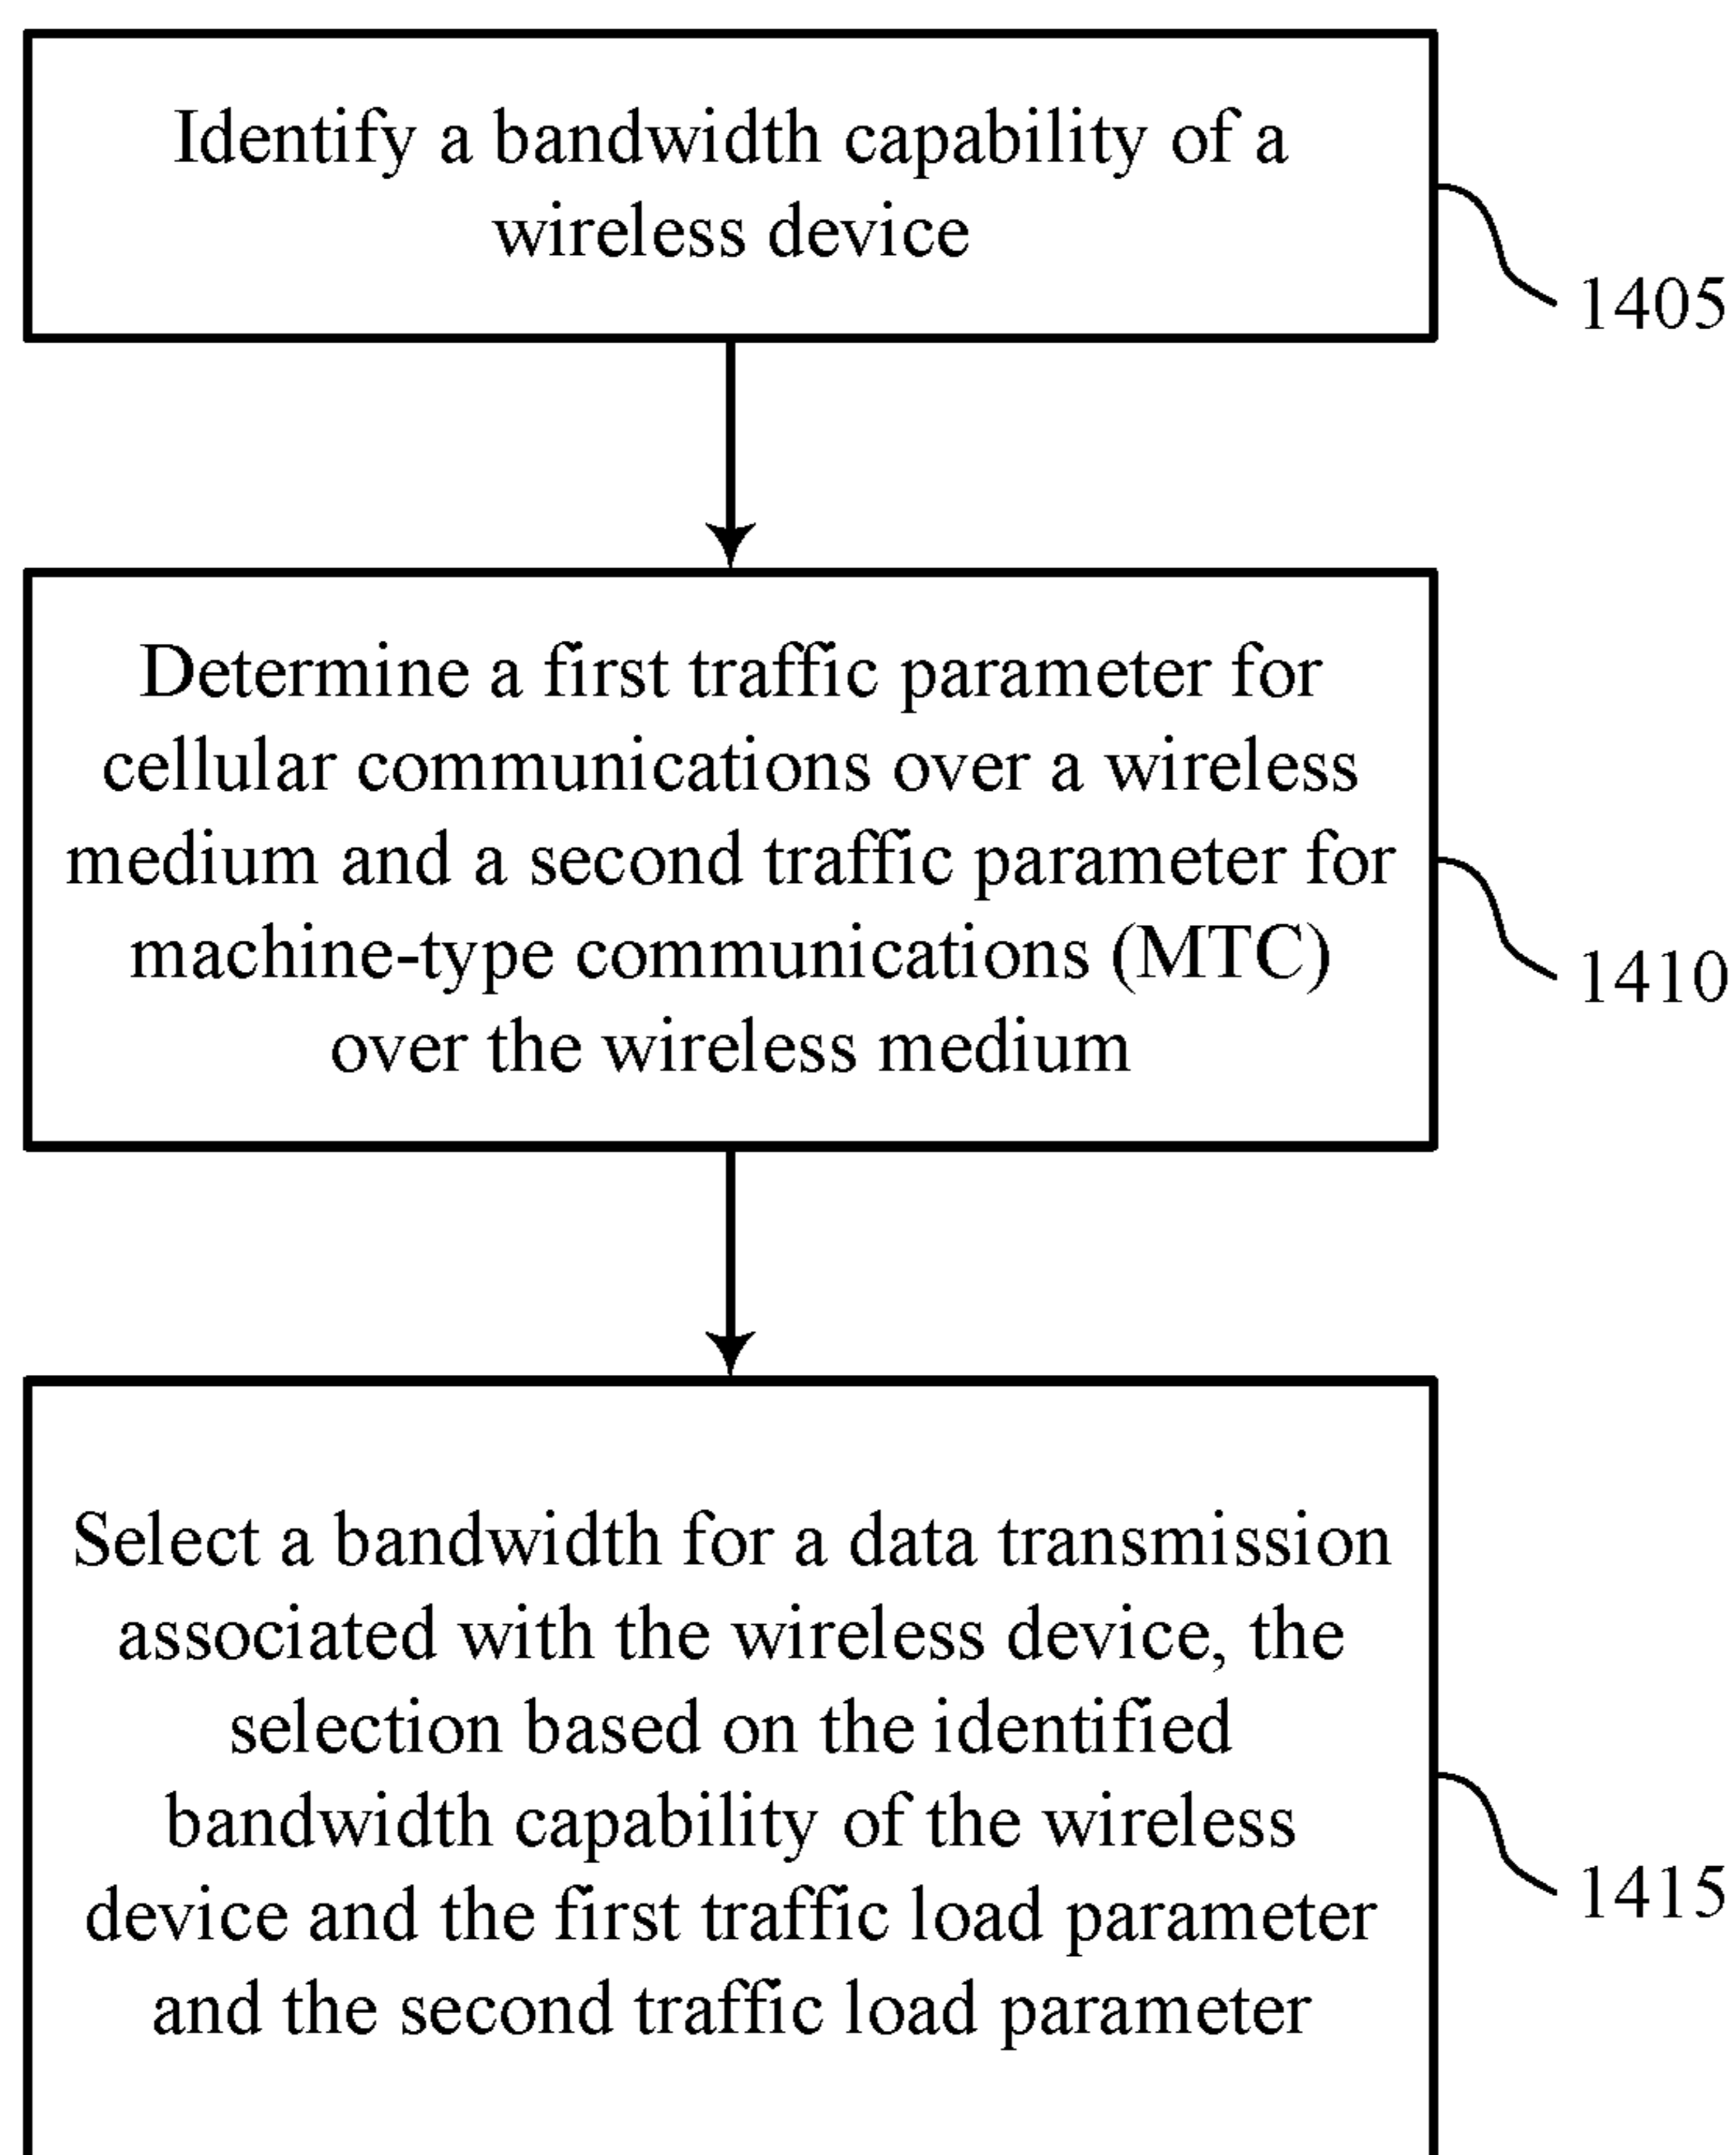 Identify a bandwidth capability of a
wireless device
1405
Determine a first traffic parameter for
cellular communications over a wireless
medium and a second traffic parameter for
machine-type communications (MTC)
over the wireless medium
1410
Select a bandwidth for a data transmission
associated with the wireless device, the
selection based on the identified
bandwidth capability of the wireless
device and the first traffic load parameter
and the second traffic load parameter
1415